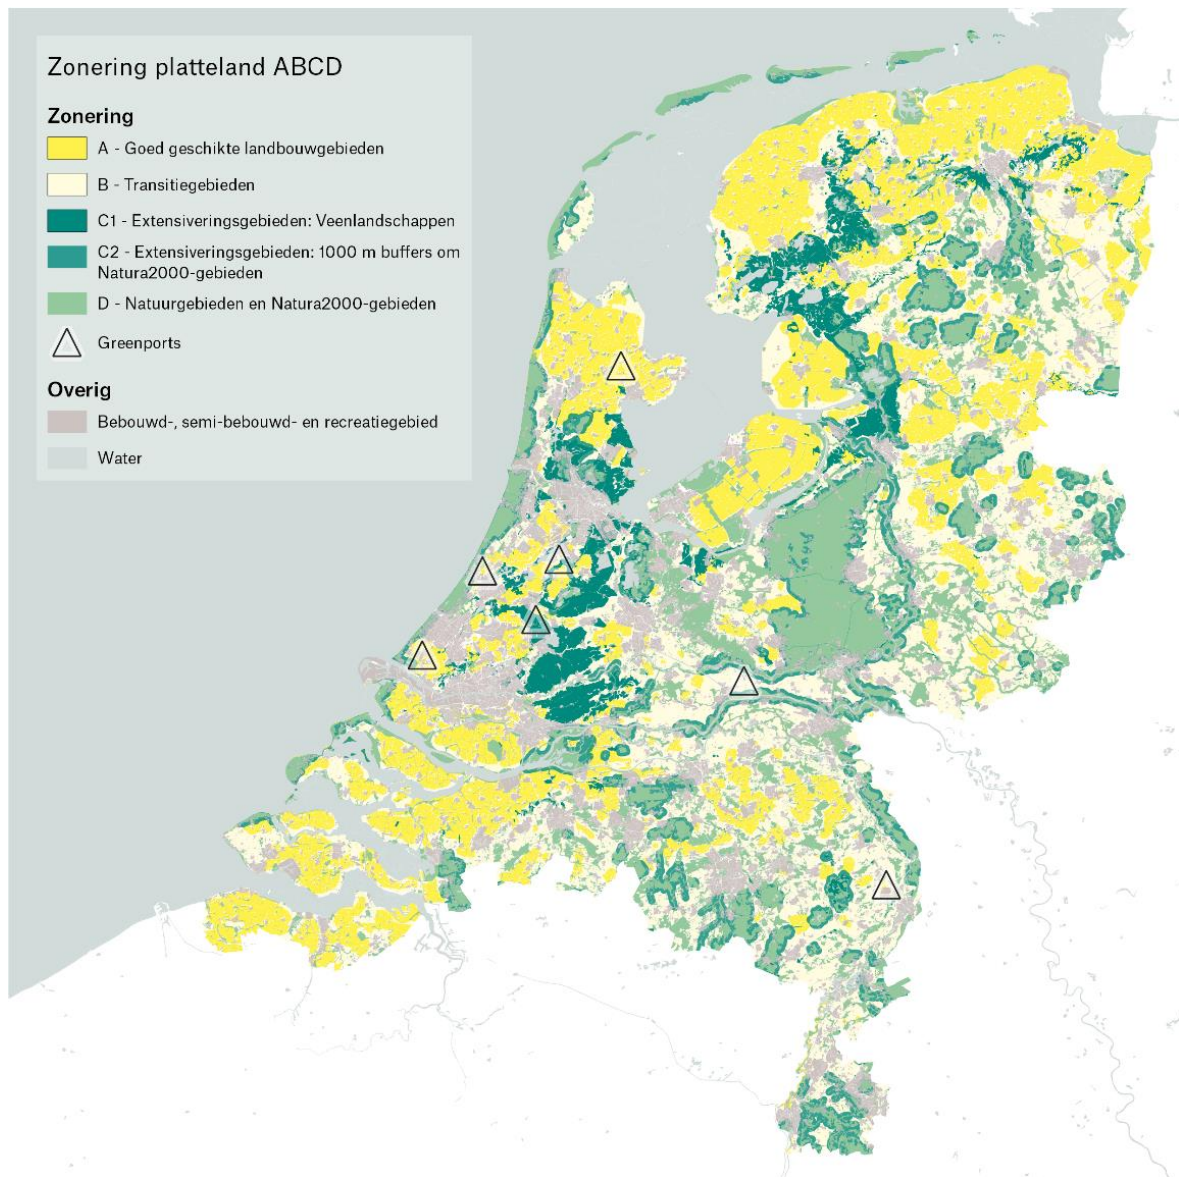 Zonering platteland ABCD
Zonering
A - Goed geschikte landbouwgebieden
B - Transitiegebieden
C1 - Extensiveringsgebieden: Veenlandschappen
C2 - Extensiveringsgebieden: 1000 m buffers om
Natura2000-gebieden
D - Natuurgebieden en Natura2000-gebieden
Greenports
Overig
Bebouwd-, semi-bebouwd- en recreatiegebied
Water